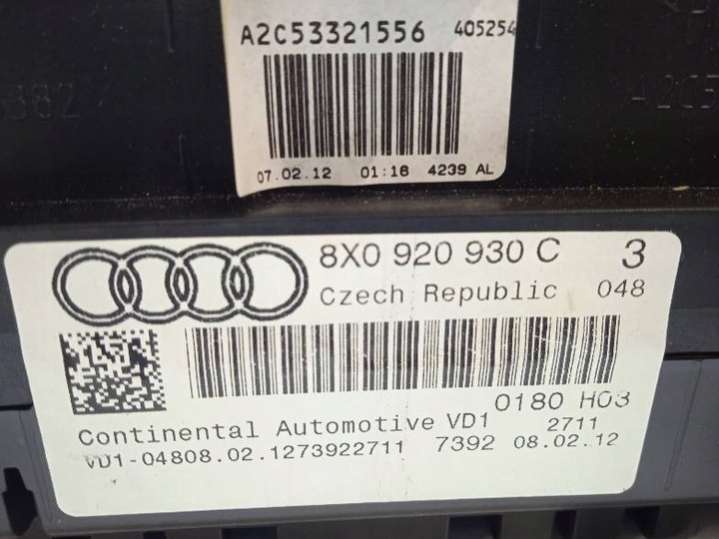 A2C53321556 405254
07.02.12 01:16 4239 AL
8X0 920 930 C 3
Czech Republic 048
0180 H03
Continental Automotive VD1 2711
VD1-04808.02.1273922711 7392 08.02.12